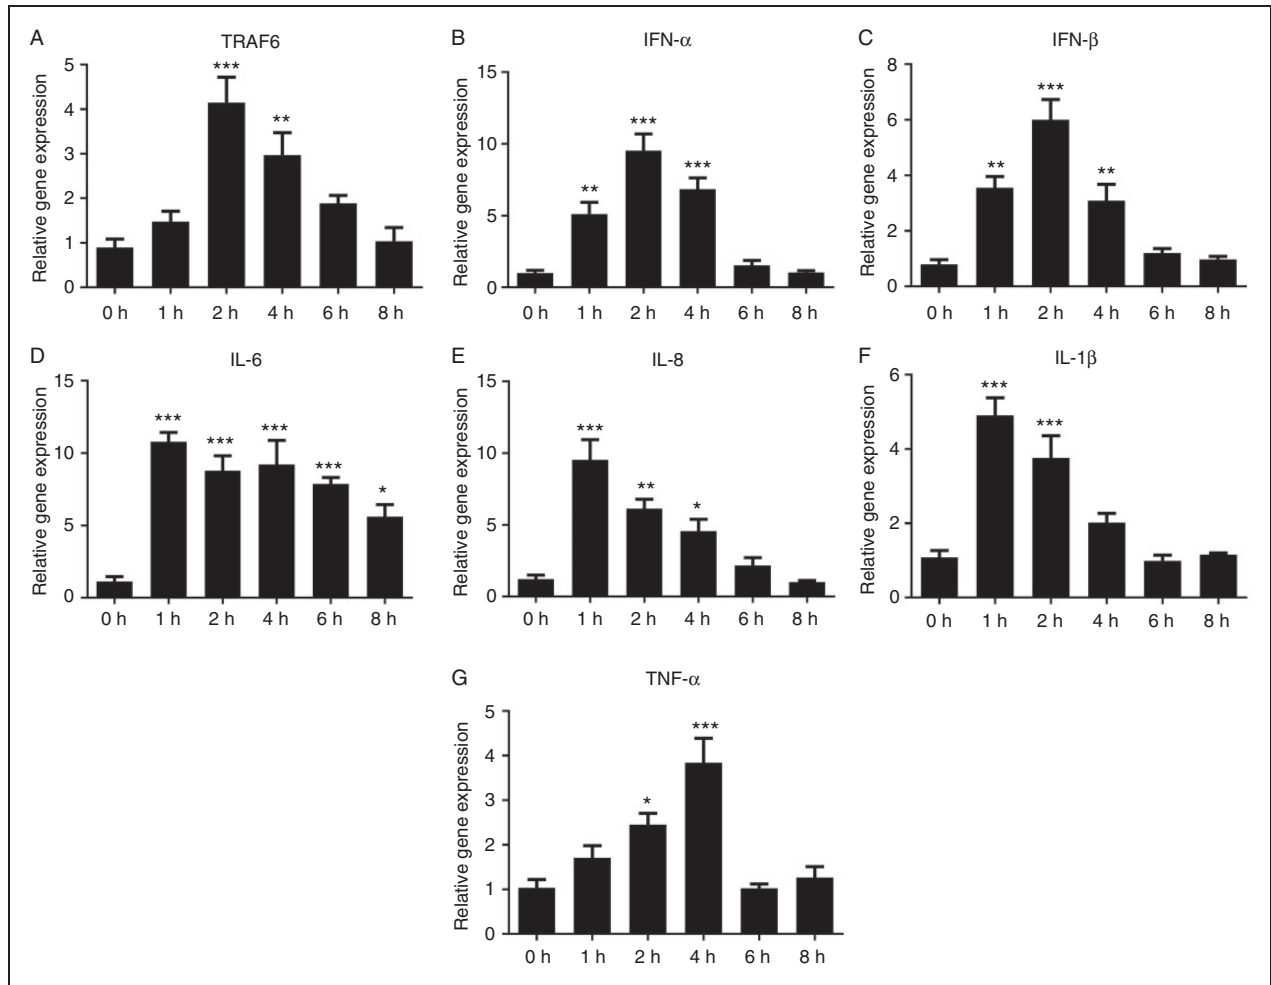 A
TRAF6
Relative gene expression
5
4
3
2
1
0
***
**
0 h 1 h 2 h 4 h 6 h 8 h
B
IFN-α
Relative gene expression
15
10
5
0
**
***
***
0 h 1 h 2 h 4 h 6 h 8 h
C
IFN-β
Relative gene expression
8
6
4
2
0
**
***
**
0 h 1 h 2 h 4 h 6 h 8 h
D
IL-6
Relative gene expression
15
10
5
0
***
***
***
***
*
0 h 1 h 2 h 4 h 6 h 8 h
E
IL-8
Relative gene expression
15
10
5
0
***
**
*
0 h 1 h 2 h 4 h 6 h 8 h
F
IL-1β
Relative gene expression
6
4
2
0
***
***
0 h 1 h 2 h 4 h 6 h 8 h
G
TNF-α
Relative gene expression
5
4
3
2
1
0
*
***
0 h 1 h 2 h 4 h 6 h 8 h